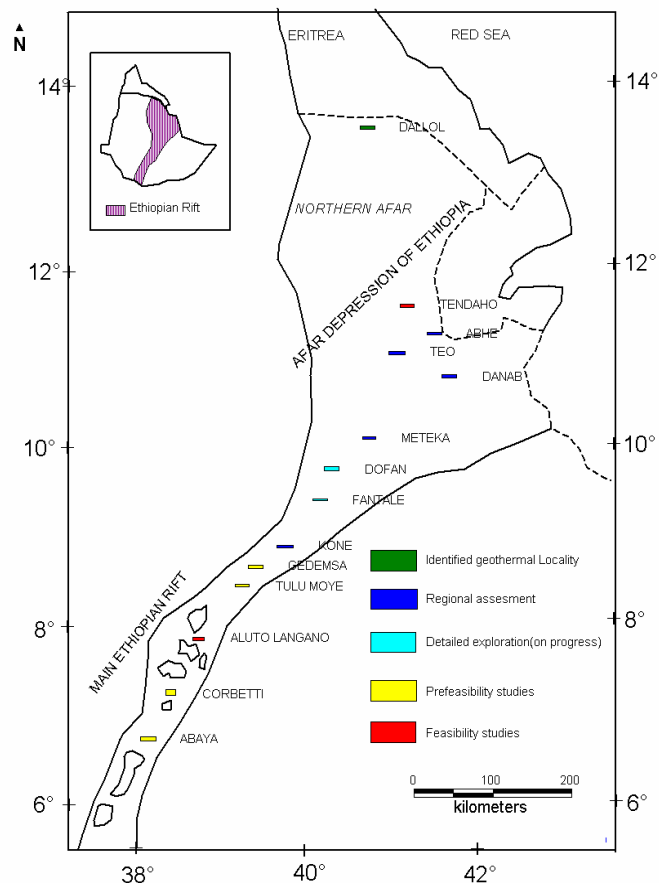 N
ERITREA
RED SEA
14°
14°
DALLOL
Ethiopian Rift
NORTHERN AFAR
AFAR DEPRESSION OF ETHIOPIA
12°
12°
TENDAHO
ABHE
TEO
DANAB
METEKA
10°
10°
DOFAN
FANTALE
KONE
GEDEMSA
TULU MOYE
MAIN ETHIOPIAN RIFT
8°
8°
ALUTO LANGANO
CORBETTI
ABAYA
6°
6°
Identified geothermal Locality
Regional assesment
Detailed exploration(on progress)
Prefeasibility studies
Feasibility studies
0 100 200
kilometers
38° 40° 42°